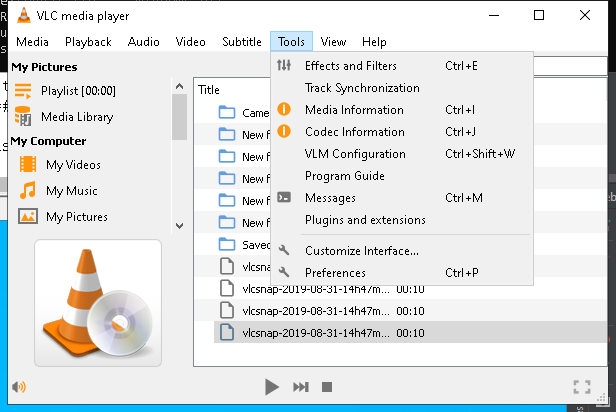 VLC media player
Media Playback Audio Video Subtitle Tools View Help
My Pictures
Playlist [00:00]
Media Library
My Computer
My Videos
My Music
My Pictures
Title
Came
New f
New f
New f
New f
New f
Saved
vlcsnap-2019-08-31-14h47m... 00:10
vlcsnap-2019-08-31-14h47m... 00:10
vlcsnap-2019-08-31-14h47m... 00:10
Effects and Filters Ctrl+E
Track Synchronization
Media Information Ctrl+I
Codec Information Ctrl+J
VLM Configuration Ctrl+Shift+W
Program Guide
Messages Ctrl+M
Plugins and extensions
Customize Interface...
Preferences Ctrl+P